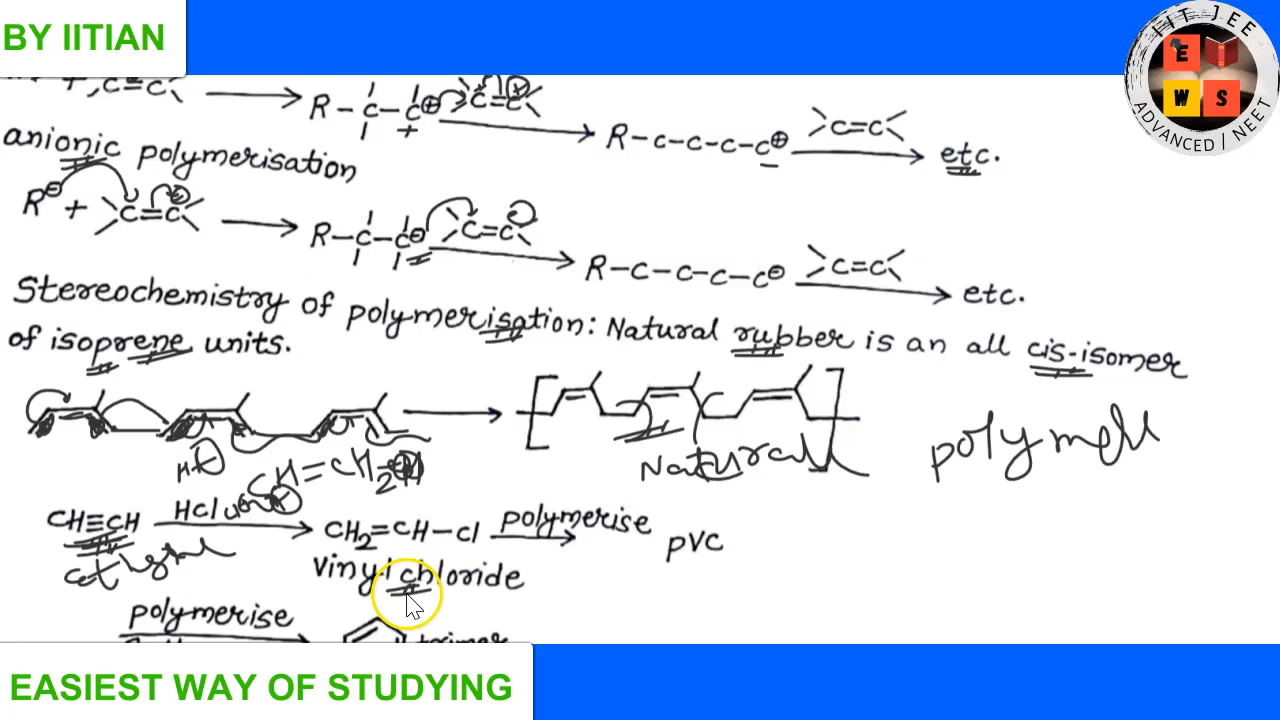 BY IITIAN
IIT JEE
E
W S
ADVANCED | NEET
C=C R-C-C⊕ C=C R-C-C-C-C⊕ C=C etc.
anionic polymerisation
R⊖ + C=C R-C-C⊖ C=C R-C-C-C-C⊖ C=C etc.
Stereochemistry of polymerisation: Natural rubber is an all cis-isomer
of isoprene units.
Natural
CH=CH2
CH≡CH HCl CH2=CH-Cl polymerise PVC
vinyl chloride
polymerise
EASIEST WAY OF STUDYING